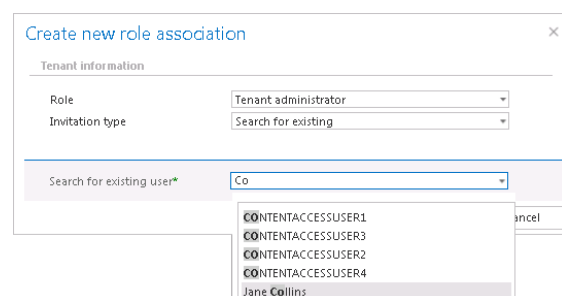 Create new role association
Tenant information
Role Tenant administrator
Invitation type Search for existing
Search for existing user* Co
ancel
CONTENTACCESSUSER1
CONTENTACCESSUSER3
CONTENTACCESSUSER2
CONTENTACCESSUSER4
Jane Collins